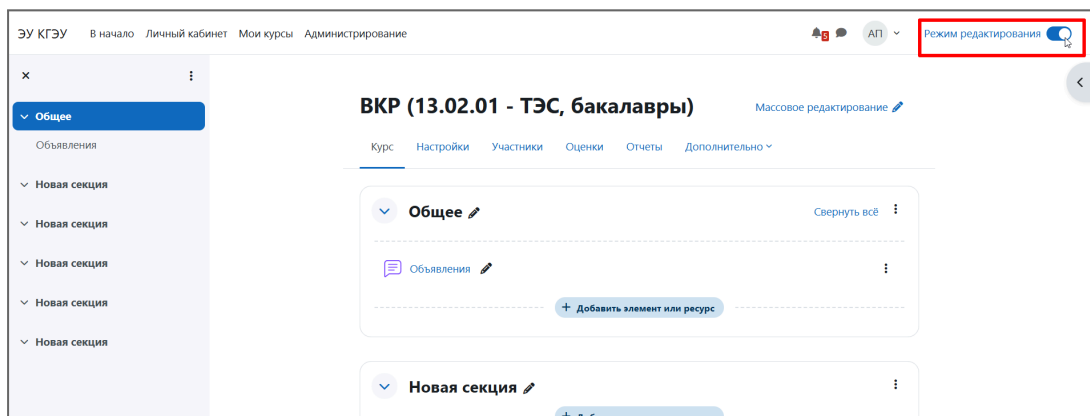 ЭУ КГЭУ В начало Личный кабинет Мои курсы Администрирование 5 АП Режим редактирования
ВКР (13.02.01 - ТЭС, бакалавры) Массовое редактирование
Общее
Объявления
Новая секция
Новая секция
Новая секция
Новая секция
Новая секция
Курс Настройки Участники Оценки Отчеты Дополнительно
Общее Свернуть всё
Объявления
+ Добавить элемент или ресурс
Новая секция